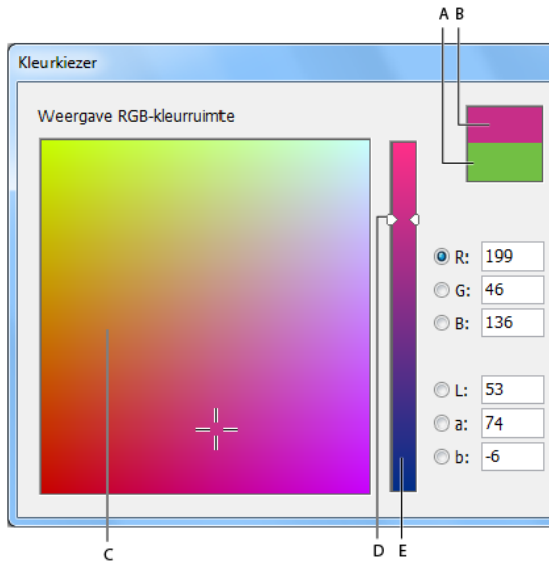 A B
Kleurkiezer
Weergave RGB-kleurruimte
R: 199
G: 46
B: 136
L: 53
a: 74
b: -6
C
D E